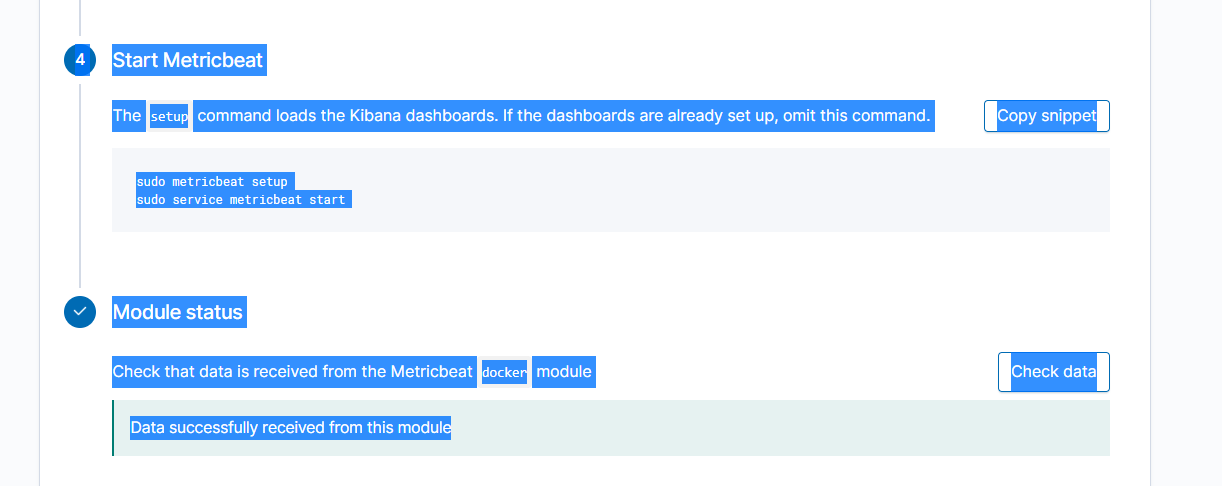 4 Start Metricbeat
The setup command loads the Kibana dashboards. If the dashboards are already set up, omit this command. Copy snippet
sudo metricbeat setup
sudo service metricbeat start
Module status
Check that data is received from the Metricbeat docker module Check data
Data successfully received from this module